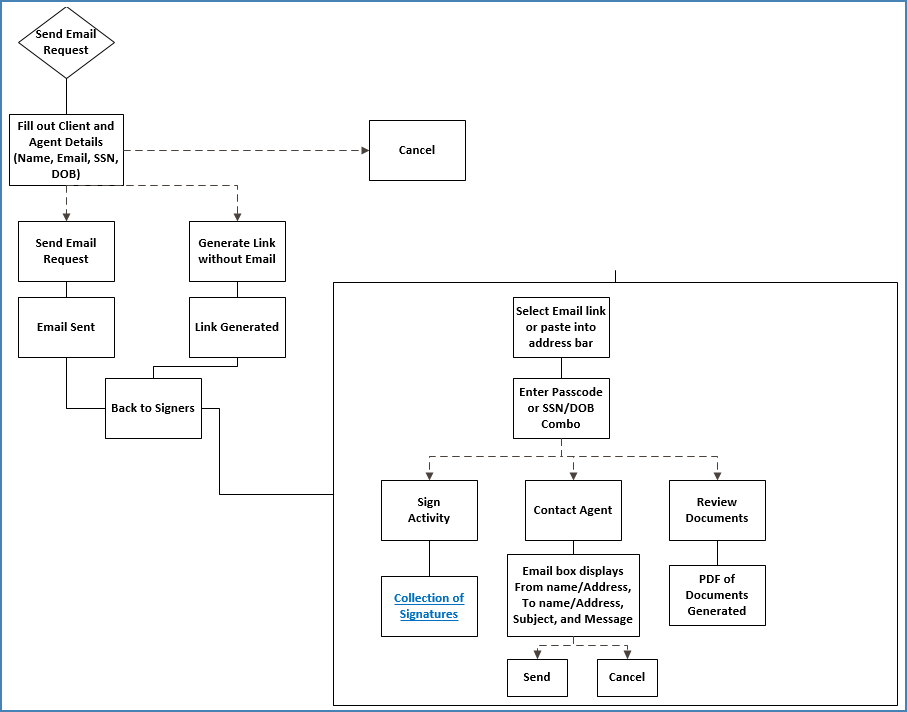 Send Email
Request
Fill out Client and
Agent Details
(Name, Email, SSN,
DOB)
Cancel
Send Email
Request
Generate Link
without Email
Email Sent
Link Generated
Back to Signers
Select Email link
or paste into
address bar
Enter Passcode
or SSN/DOB
Combo
Sign
Activity
Contact Agent
Review
Documents
Collection of
Signatures
Email box displays
From name/Address,
To name/Address,
Subject, and Message
PDF of
Documents
Generated
Send
Cancel